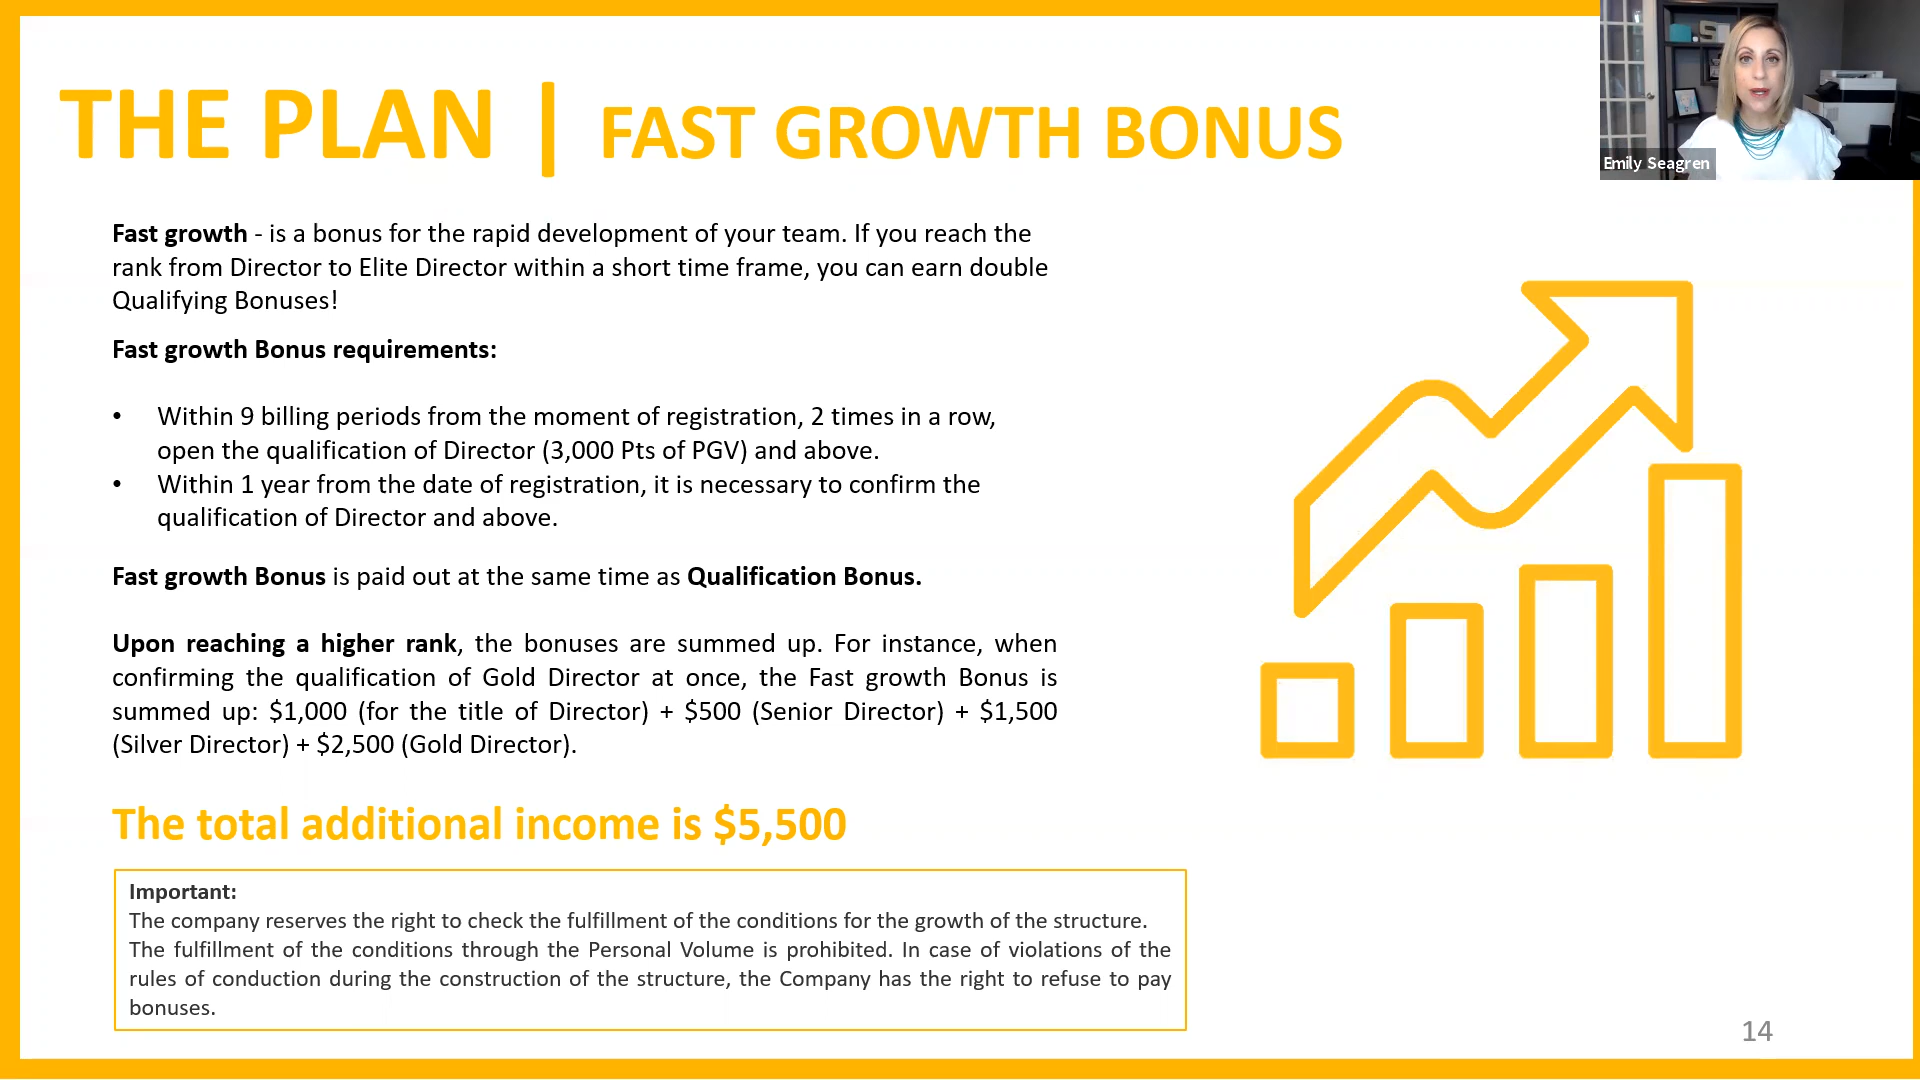 THE PLAN | FAST GROWTH BONUS
Emily Seagren
Fast growth - is a bonus for the rapid development of your team. If you reach the
rank from Director to Elite Director within a short time frame, you can earn double
Qualifying Bonuses!
Fast growth Bonus requirements:
• Within 9 billing periods from the moment of registration, 2 times in a row,
open the qualification of Director (3,000 Pts of PGV) and above.
• Within 1 year from the date of registration, it is necessary to confirm the
qualification of Director and above.
Fast growth Bonus is paid out at the same time as Qualification Bonus.
Upon reaching a higher rank, the bonuses are summed up. For instance, when
confirming the qualification of Gold Director at once, the Fast growth Bonus is
summed up: $1,000 (for the title of Director) + $500 (Senior Director) + $1,500
(Silver Director) + $2,500 (Gold Director).
The total additional income is $5,500
Important:
The company reserves the right to check the fulfillment of the conditions for the growth of the structure.
The fulfillment of the conditions through the Personal Volume is prohibited. In case of violations of the
rules of conduction during the construction of the structure, the Company has the right to refuse to pay
bonuses.
14